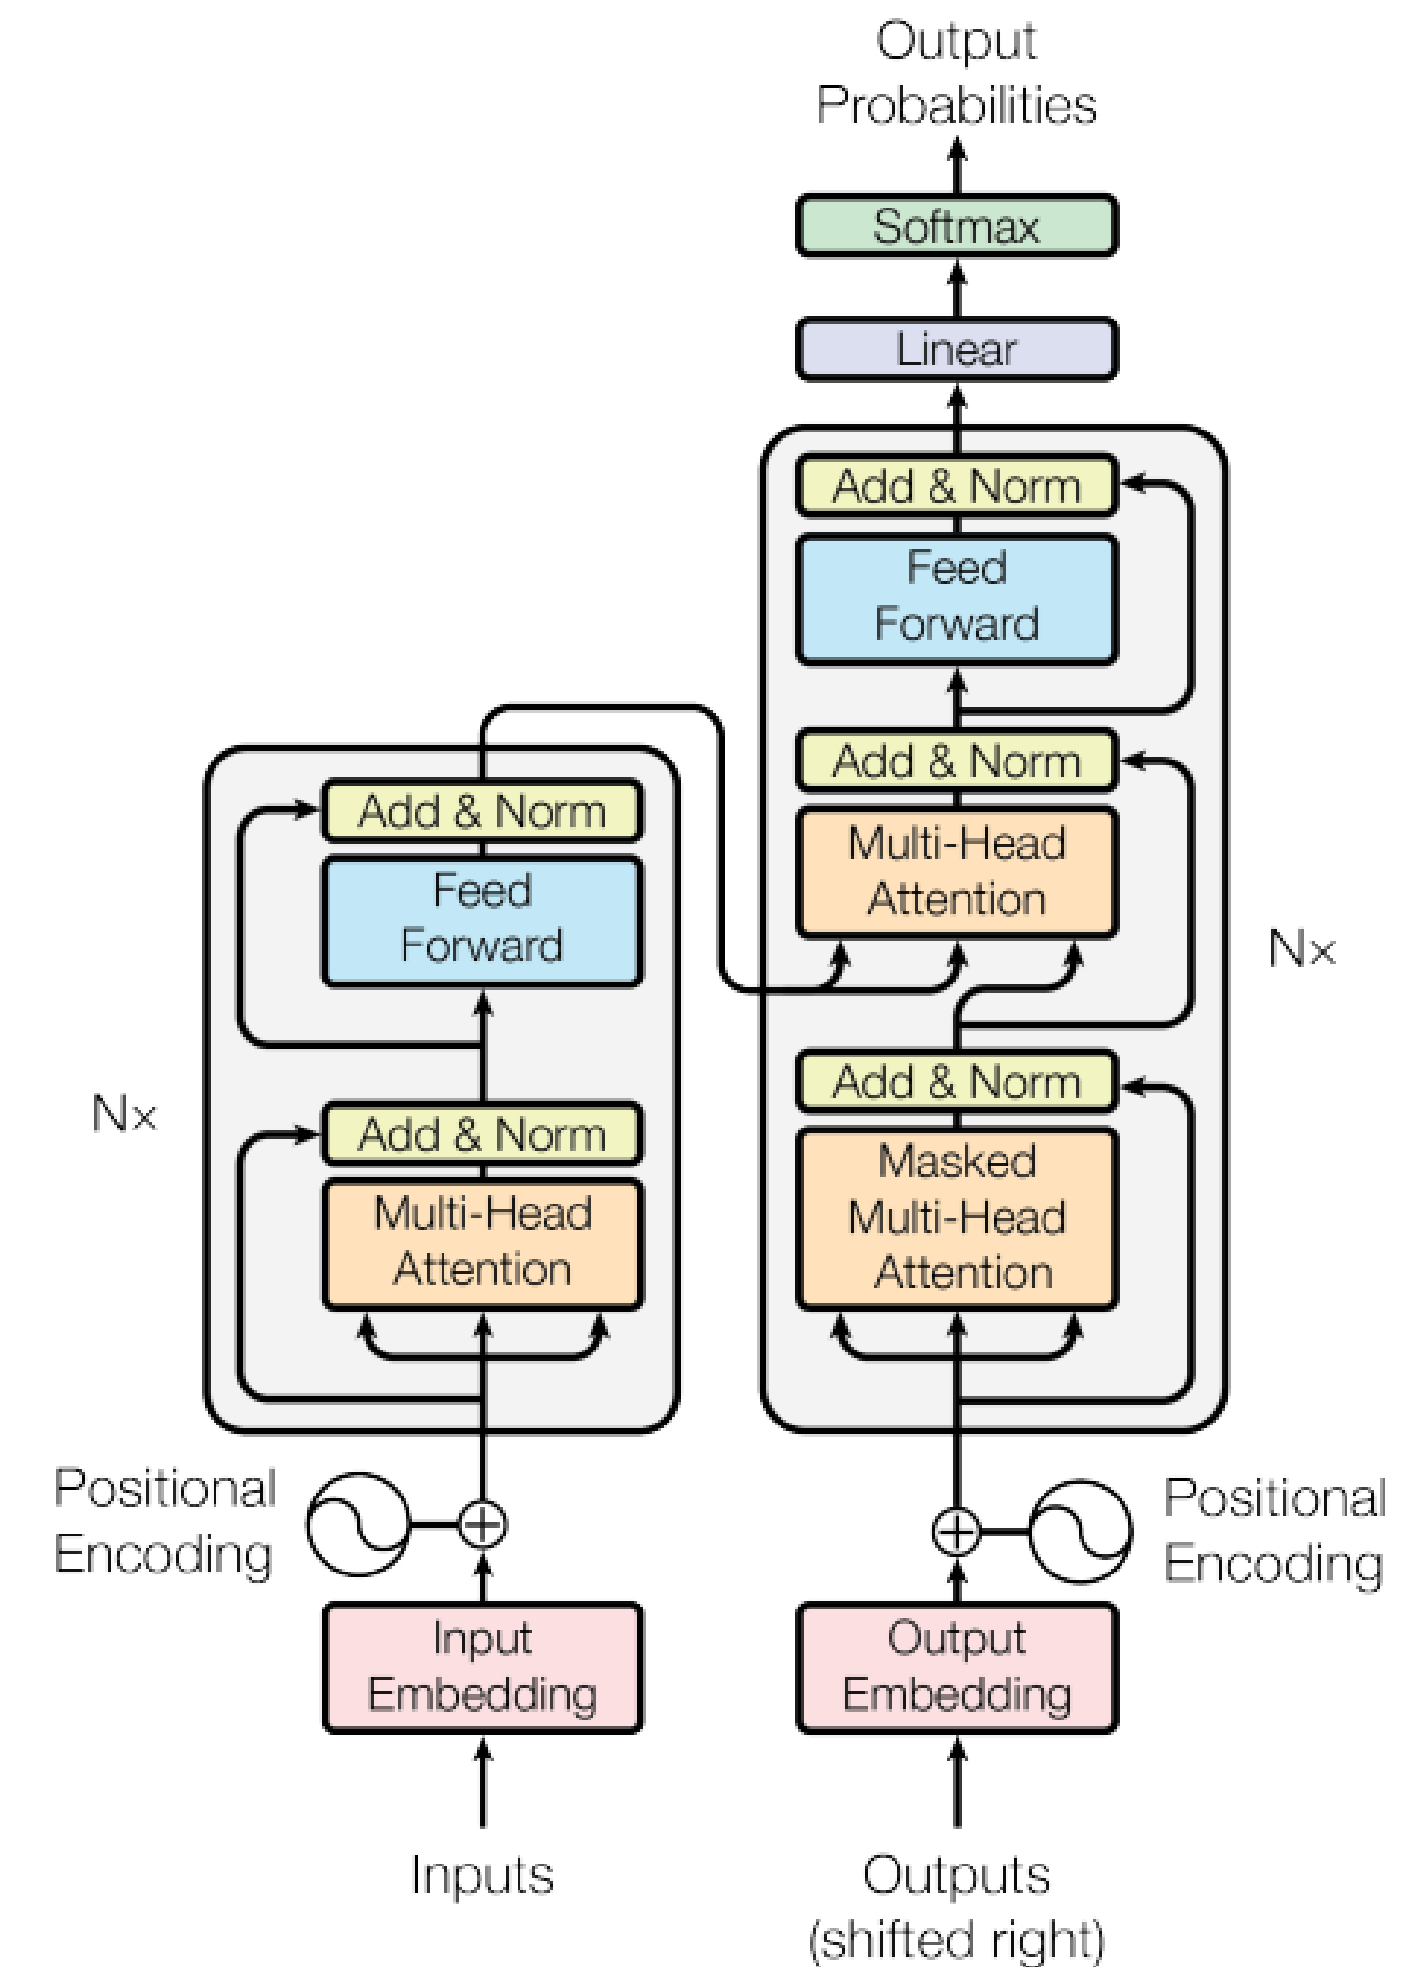 Output
Probabilities
Softmax
Linear
Add & Norm
Feed
Forward
Add & Norm
Multi-Head
Attention
Nx
Add & Norm
Masked
Multi-Head
Attention
Positional
Encoding
Output
Embedding
Outputs
(shifted right)
Add & Norm
Feed
Forward
Nx
Add & Norm
Multi-Head
Attention
Positional
Encoding
Input
Embedding
Inputs